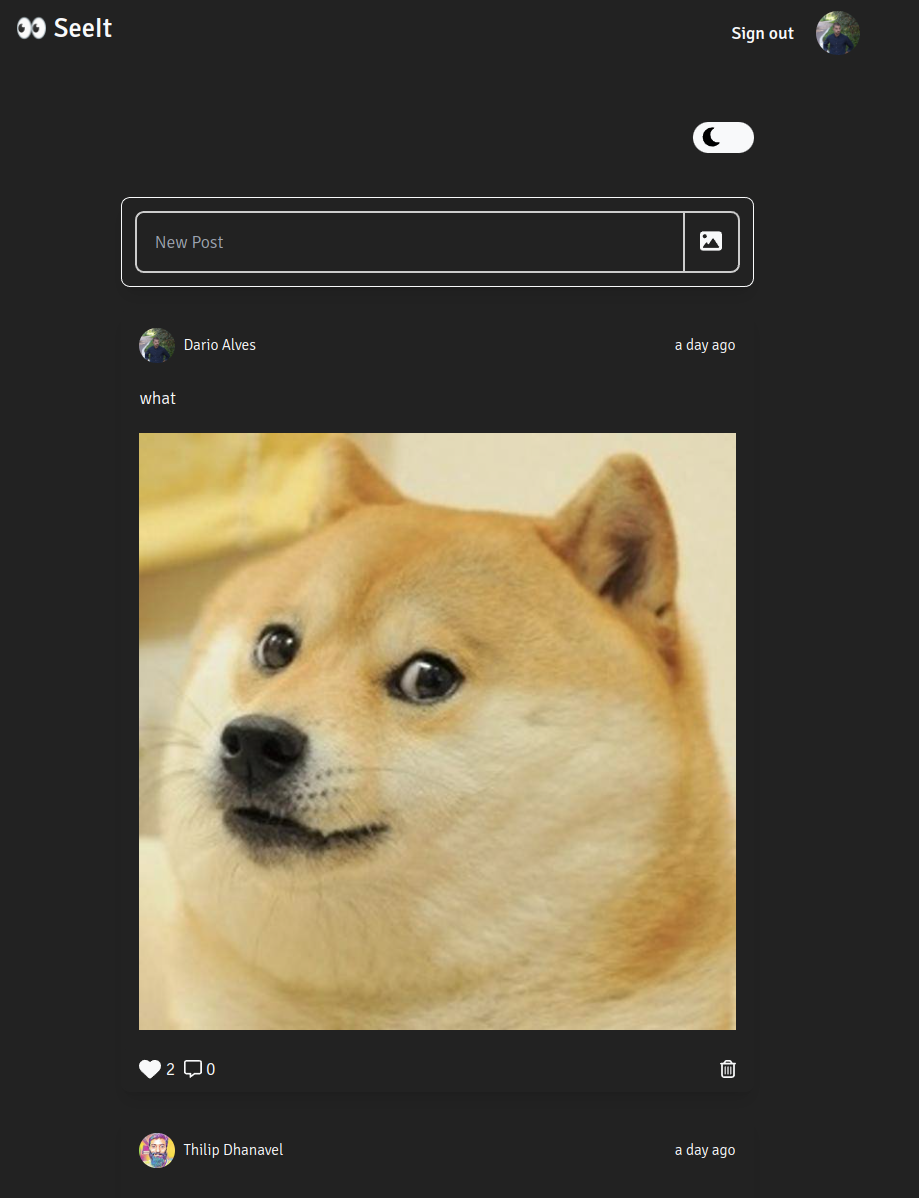 👀 SeeIt
Sign out
New Post
Dario Alves
a day ago
what
2
0
Thilip Dhanavel
a day ago